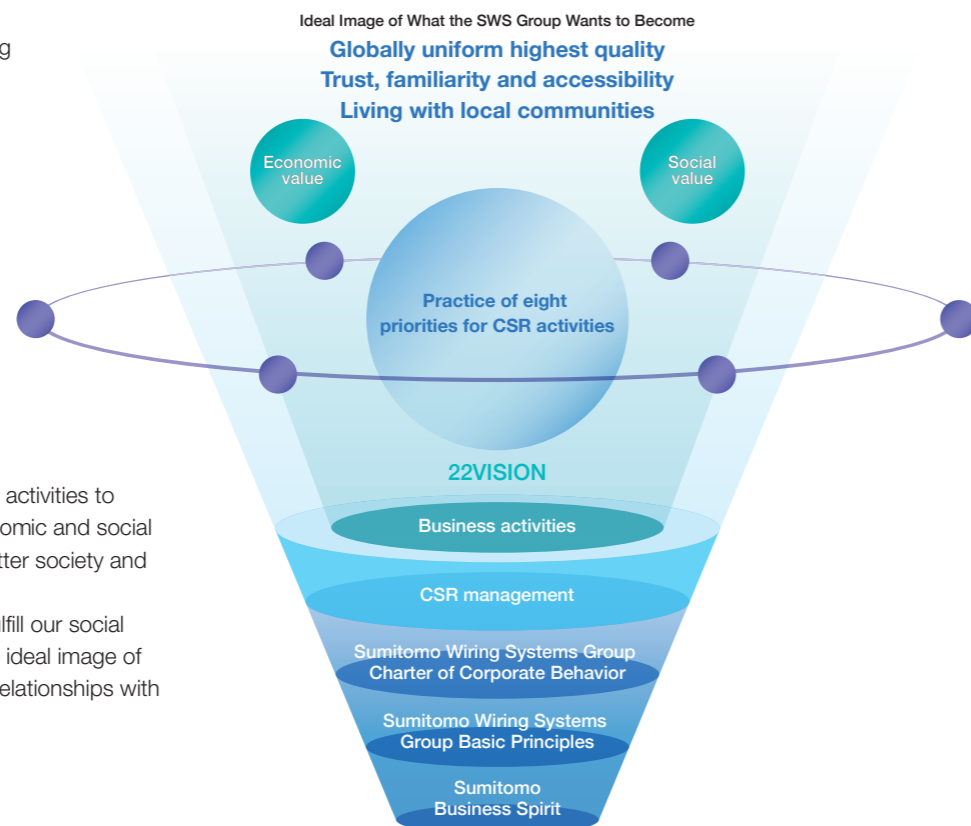 Ideal Image of What the SWS Group Wants to Become
Globally uniform highest quality
Trust, familiarity and accessibility
Living with local communities
Economic
value
Social
value
Practice of eight
priorities for CSR activities
22VISION
Business activities
CSR management
Sumitomo Wiring Systems Group
Charter of Corporate Behavior
Sumitomo Wiring Systems
Group Basic Principles
Sumitomo
Business Spirit
activities to
omic and social
tter society and
lfill our social
ideal image of
elationships with